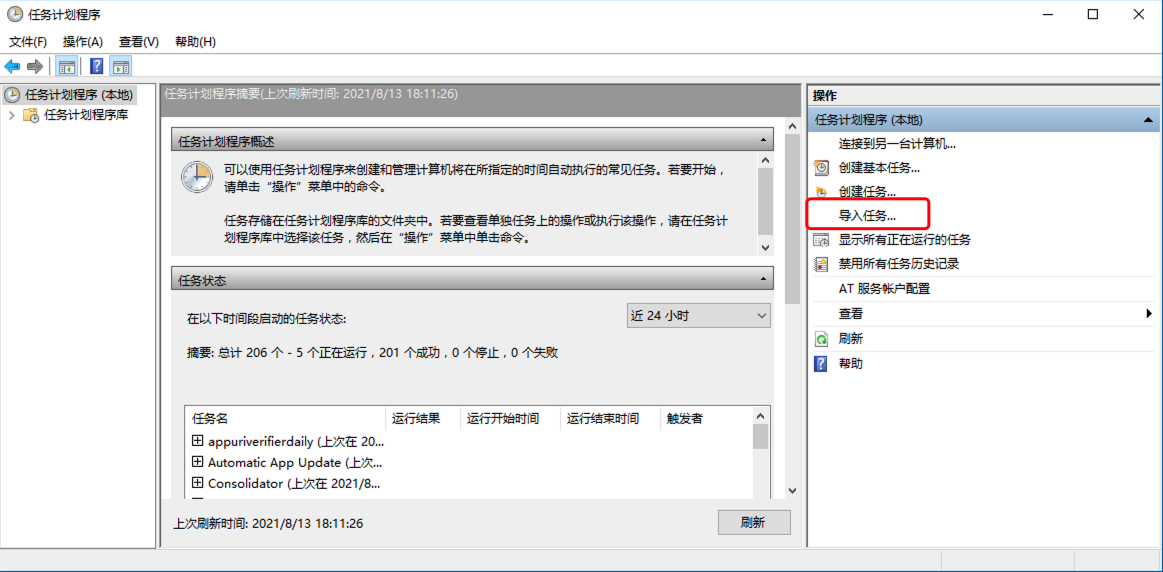 任务计划程序
文件(F) 操作(A) 查看(V) 帮助(H)
任务计划程序 (本地)
任务计划程序库
任务计划程序摘要(上次刷新时间: 2021/8/13 18:11:26)
任务计划程序概述
可以使用任务计划程序来创建和管理计算机将在所指定的时间自动执行的常见任务。若要开始，
请单击“操作”菜单中的命令。
任务存储在任务计划程序库的文件夹中。若要查看单独任务上的操作或执行该操作，请在任务计
划程序库中选择该任务，然后在“操作”菜单中单击命令。
任务状态
在以下时间段启动的任务状态:
近 24 小时
摘要: 总计 206 个 - 5 个正在运行，201 个成功，0 个停止，0 个失败
任务名 运行结果 运行开始时间 运行结束时间 触发者
appuriverifierdaily (上次在 20...
Automatic App Update (上次...
Consolidator (上次在 2021/8...
上次刷新时间: 2021/8/13 18:11:26
刷新
操作
任务计划程序 (本地)
连接到另一台计算机...
创建基本任务...
创建任务...
导入任务...
显示所有正在运行的任务
禁用所有任务历史记录
AT 服务帐户配置
查看
刷新
帮助